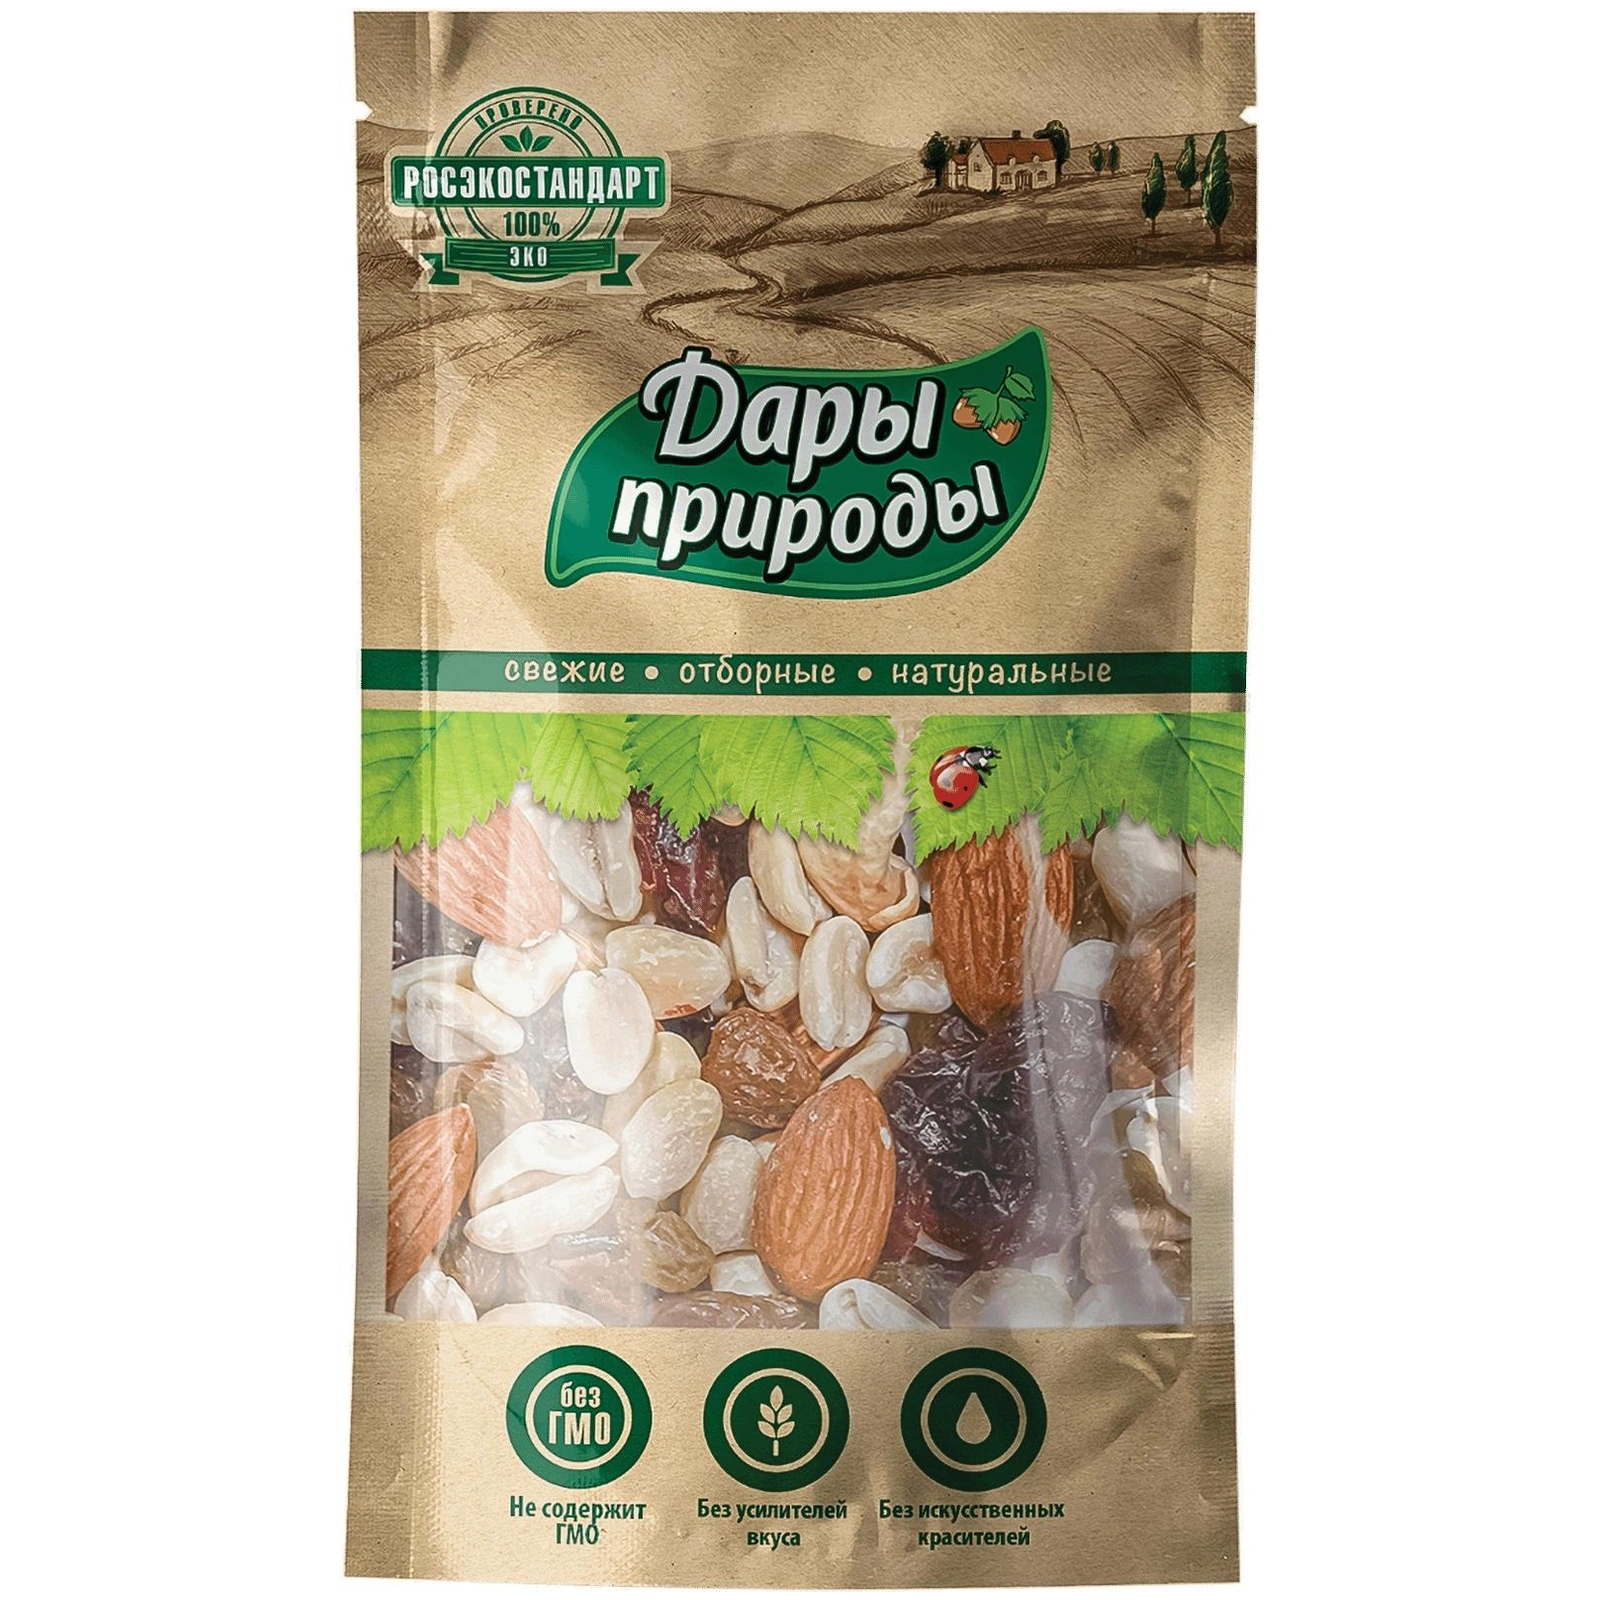 ПРОВЕРЕНО
РОСЭКОСТАНДАРТ
100%
ЭКО
Дары
природы
свежие • отборные • натуральные
без
ГМО
Не содержит
ГМО
Без усилителей
вкуса
Без искусственных
красителей